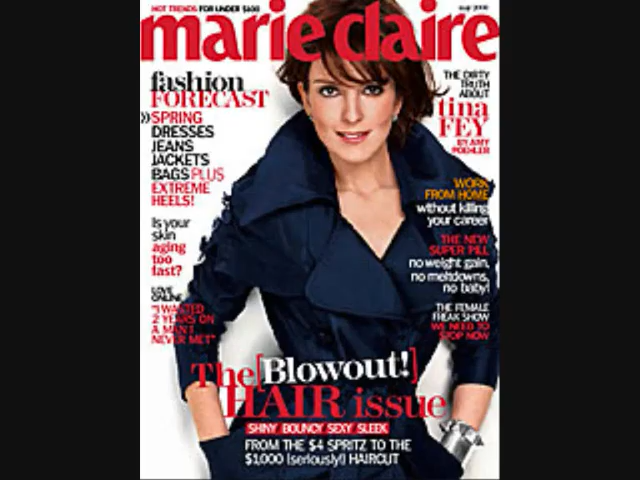 HOT TRENDS FOR UNDER $100
marie claire
fashion
FORECAST
»SPRING
DRESSES
JEANS
JACKETS
BAGS PLUS
EXTREME
HEELS!
Is your
skin
aging
too
fast?
LOVE
ONLINE
"I WASTED
2 YEARS ON
A MAN I
NEVER MET"
THE DIRTY
TRUTH
ABOUT
tina
FEY
BY AMY
POEHLER
WORK
FROM HOME
without killing
your career
THE NEW
SUPER PILL
no weight gain,
no meltdowns,
no baby!
THE FEMALE
FREAK SHOW
WE NEED TO
STOP NOW
The [Blowout!]
HAIR issue
SHINY BOUNCY SEXY SLEEK
FROM THE $4 SPRITZ TO THE
$1,000 (seriously!) HAIRCUT